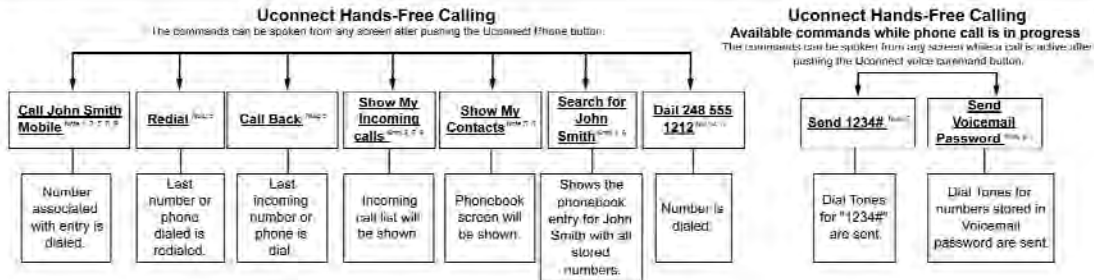 Uconnect Hands-Free Calling
The commands can be spoken from any screen after pushing the Uconnect Phone button.
Call John Smith
Mobile
Redial
Call Back
Show My
Incoming
calls
Show My
Contacts
Search for
John
Smith
Dail 248 555
1212
Number
associated
with entry is
dialed.
Last
number or
phone
dialed is
redialed.
Last
incoming
number or
phone is
dial.
Incoming
call list will
be shown.
Phonebook
screen will
be shown.
Shows the
phonebook
entry for John
Smith with all
stored
numbers.
Number is
dialed.
Uconnect Hands-Free Calling
Available commands while phone call is in progress
The commands can be spoken from any screen while a call is active after
pushing the Uconnect voice command button.
Send 1234#
Send
Voicemail
Password
Dial Tones
for "1234#"
are sent.
Dial Tones for
numbers stored in
Voicemail
password are sent.